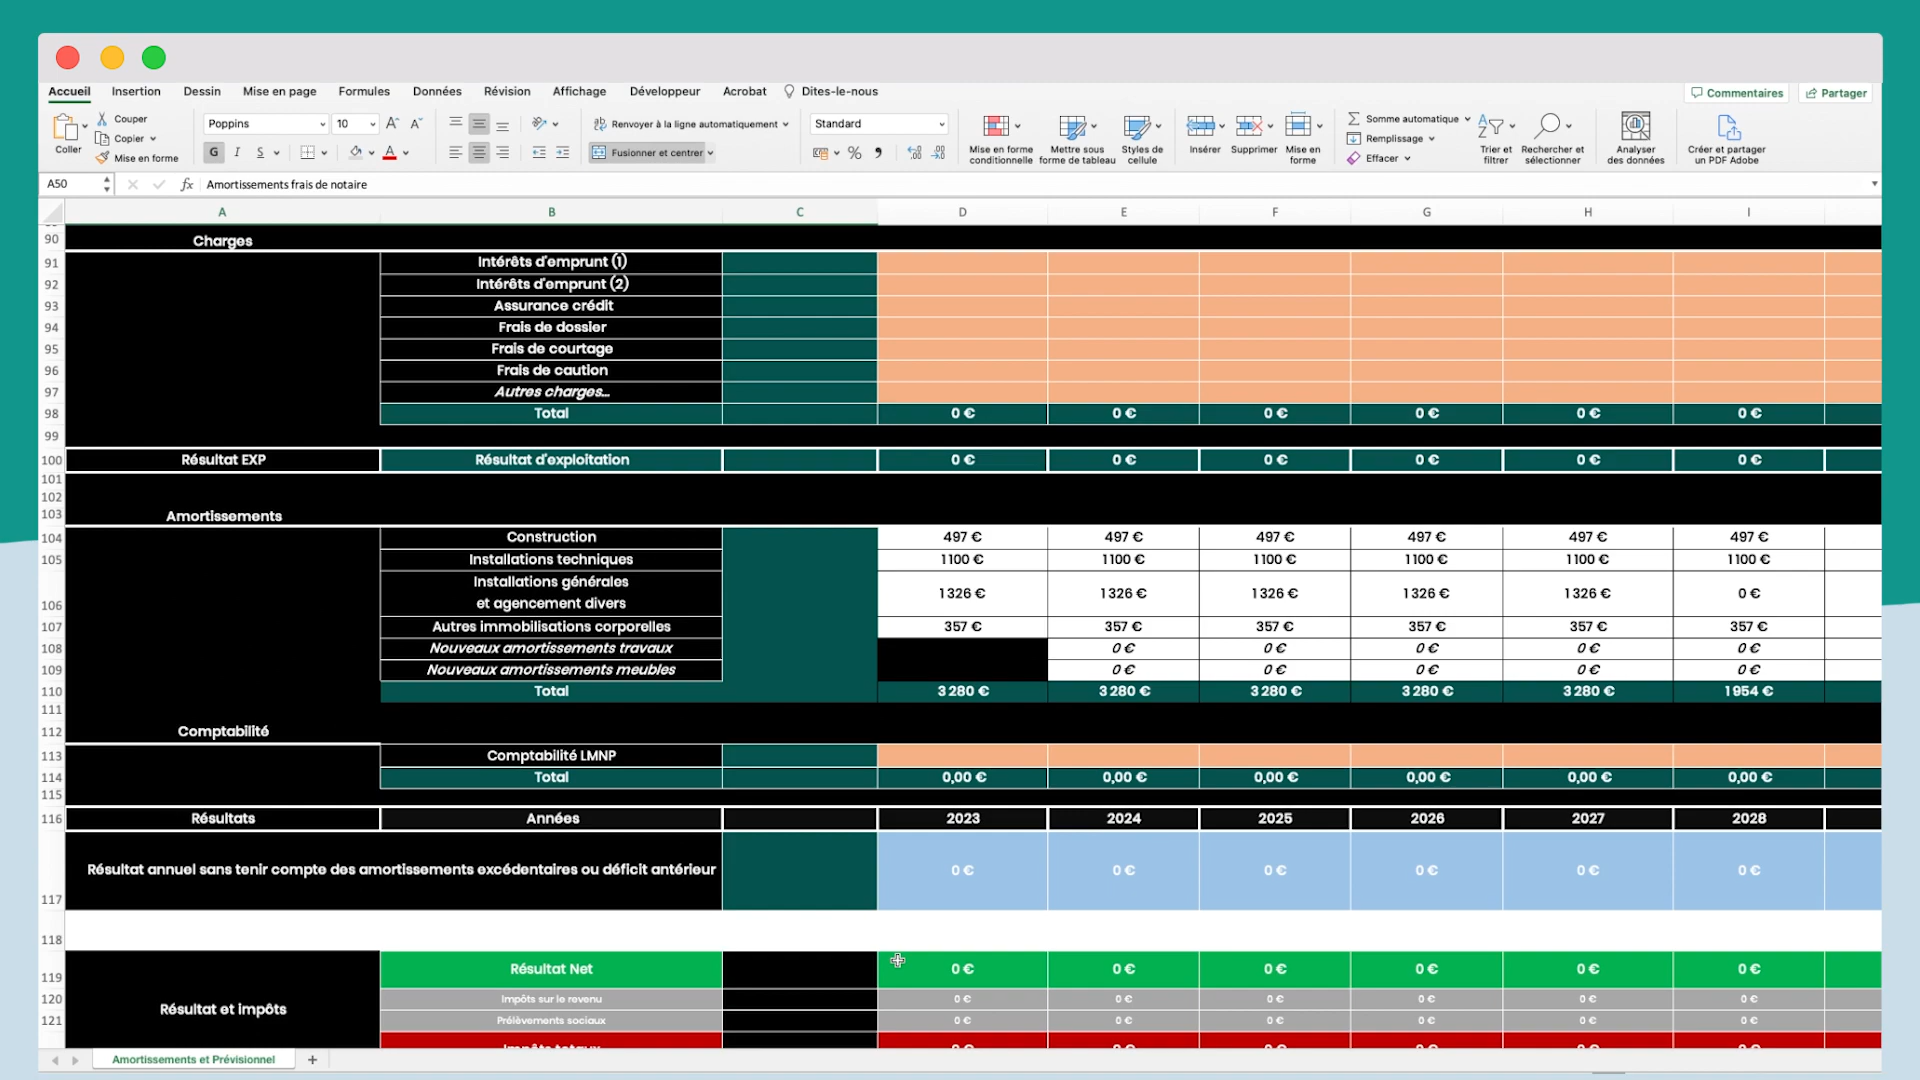 Accueil Insertion Dessin Mise en page Formules Données Révision Affichage Développeur Acrobat Dites-le-nous Commentaires Partager
Coller Couper Copier Mise en forme
Poppins 10
G I S
Renvoyer à la ligne automatiquement
Fusionner et centrer
Standard
%
Mise en forme conditionnelle
Mettre sous forme de tableau
Styles de cellule
Insérer Supprimer Mise en forme
Somme automatique
Remplissage
Effacer
Trier et filtrer
Rechercher et sélectionner
Analyser des données
Créer et partager un PDF Adobe
A50 fx Amortissements frais de notaire
A B C D E F G H I
90 Charges
91 Intérêts d'emprunt (1)
92 Intérêts d'emprunt (2)
93 Assurance crédit
94 Frais de dossier
95 Frais de courtage
96 Frais de caution
97 Autres charges...
98 Total 0 € 0 € 0 € 0 € 0 € 0 €
99
100 Résultat EXP Résultat d'exploitation 0 € 0 € 0 € 0 € 0 € 0 €
101
102
103 Amortissements
104 Construction 497 € 497 € 497 € 497 € 497 € 497 €
105 Installations techniques 1100 € 1100 € 1100 € 1100 € 1100 € 1100 €
Installations générales
106 et agencement divers 1 326 € 1 326 € 1 326 € 1 326 € 1 326 € 0 €
107 Autres immobilisations corporelles 357 € 357 € 357 € 357 € 357 € 357 €
108 Nouveaux amortissements travaux 0 € 0 € 0 € 0 € 0 €
109 Nouveaux amortissements meubles 0 € 0 € 0 € 0 € 0 €
110 Total 3 280 € 3 280 € 3 280 € 3 280 € 3 280 € 1 954 €
111
112 Comptabilité
113 Comptabilité LMNP
114 Total 0,00 € 0,00 € 0,00 € 0,00 € 0,00 € 0,00 €
115
116 Résultats Années 2023 2024 2025 2026 2027 2028
117 Résultat annuel sans tenir compte des amortissements excédentaires ou déficit antérieur 0 € 0 € 0 € 0 € 0 € 0 €
118
119 Résultat Net 0 € 0 € 0 € 0 € 0 € 0 €
120 Impôts sur le revenu 0 € 0 € 0 € 0 € 0 € 0 €
Résultat et impôts
121 Prélèvements sociaux 0 € 0 € 0 € 0 € 0 € 0 €
Impôts totaux
Amortissements et Prévisionnel +